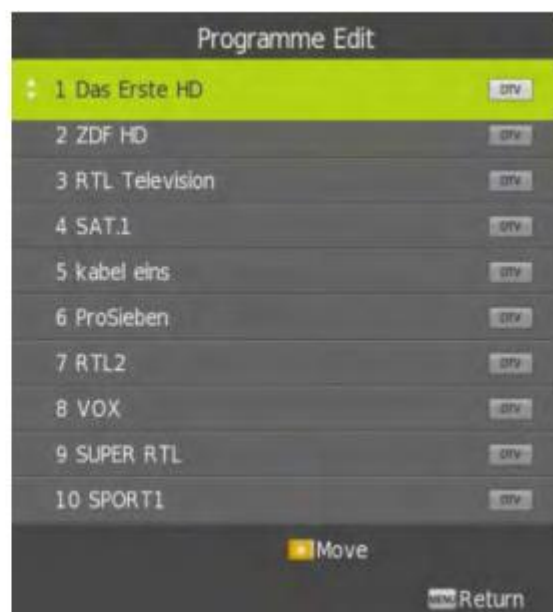 Programme Edit
1 Das Erste HD DTV
2 ZDF HD DTV
3 RTL Television DTV
4 SAT.1 DTV
5 kabel eins DTV
6 ProSieben DTV
7 RTL2 DTV
8 VOX DTV
9 SUPER RTL DTV
10 SPORT1 DTV
Move
MENU Return